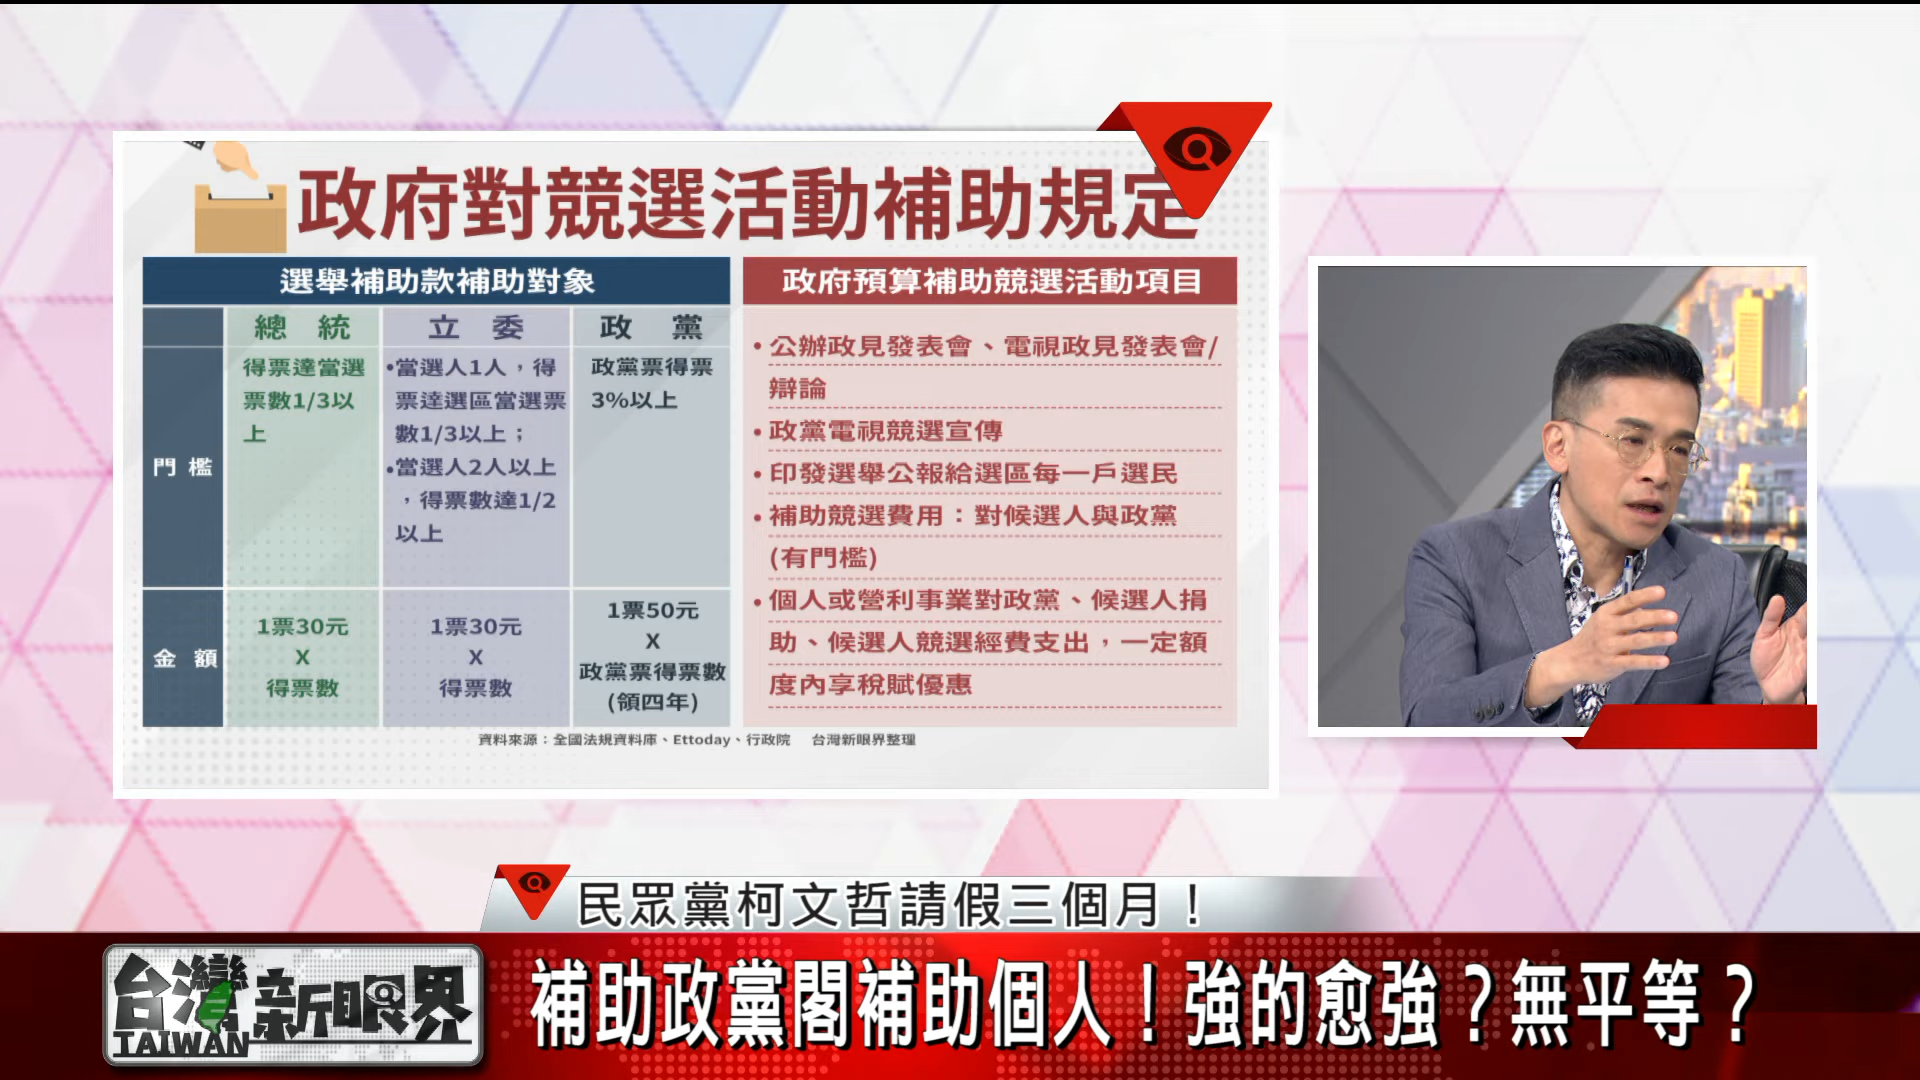 政府對競選活動補助規定
選舉補助款補助對象
總統
立委
政黨
門檻
得票達當選
票數1/3以
上
•當選人1人，得
票達選區當選票
數1/3以上；
•當選人2人以上
，得票數達1/2
以上
政黨票得票
3%以上
金額
1票30元
X
得票數
1票30元
X
得票數
1票50元
X
政黨票得票數
(領四年)
政府預算補助競選活動項目
•公辦政見發表會、電視政見發表會/
辯論
•政黨電視競選宣傳
•印發選舉公報給選區每一戶選民
•補助競選費用：對候選人與政黨
(有門檻)
•個人或營利事業對政黨、候選人捐
助、候選人競選經費支出，一定額
度內享稅賦優惠
資料來源：全國法規資料庫、Ettoday、行政院 台灣新眼界整理
民眾黨柯文哲請假三個月！
台灣新眼界
TAIWAN
補助政黨閣補助個人！強的愈強？無平等？